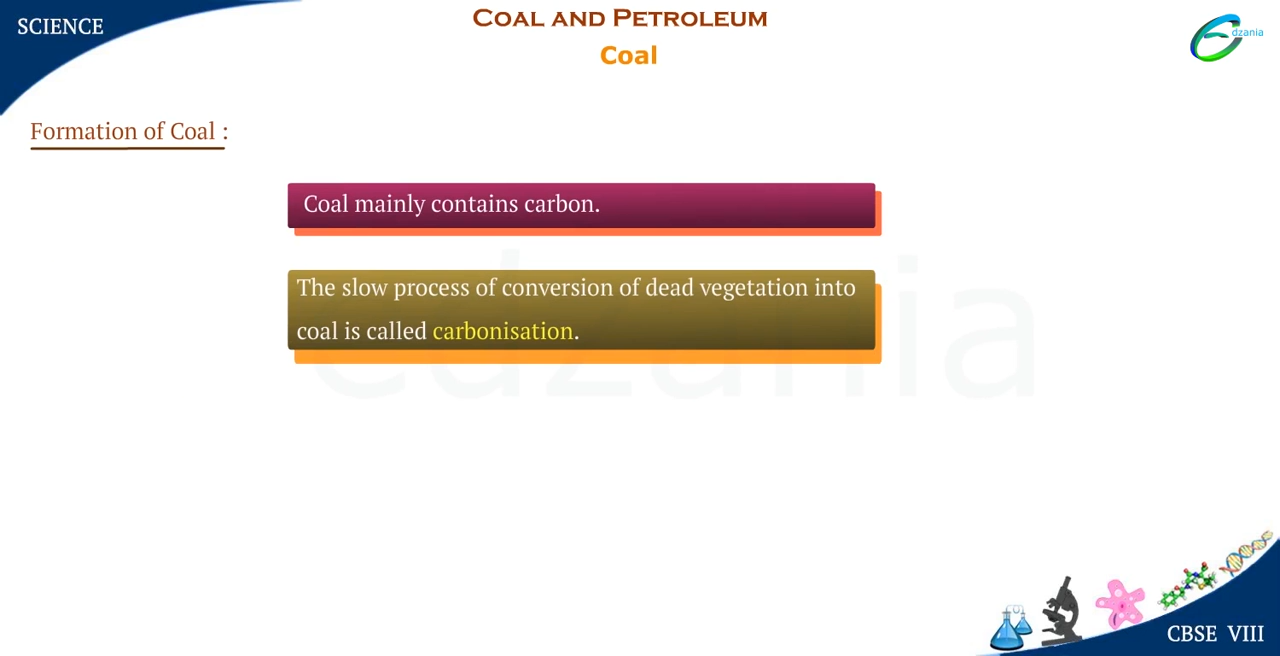 SCIENCE
COAL AND PETROLEUM
Coal
dzania
Formation of Coal :
Coal mainly contains carbon.
The slow process of conversion of dead vegetation into
coal is called carbonisation.
edzania
CBSE VIII